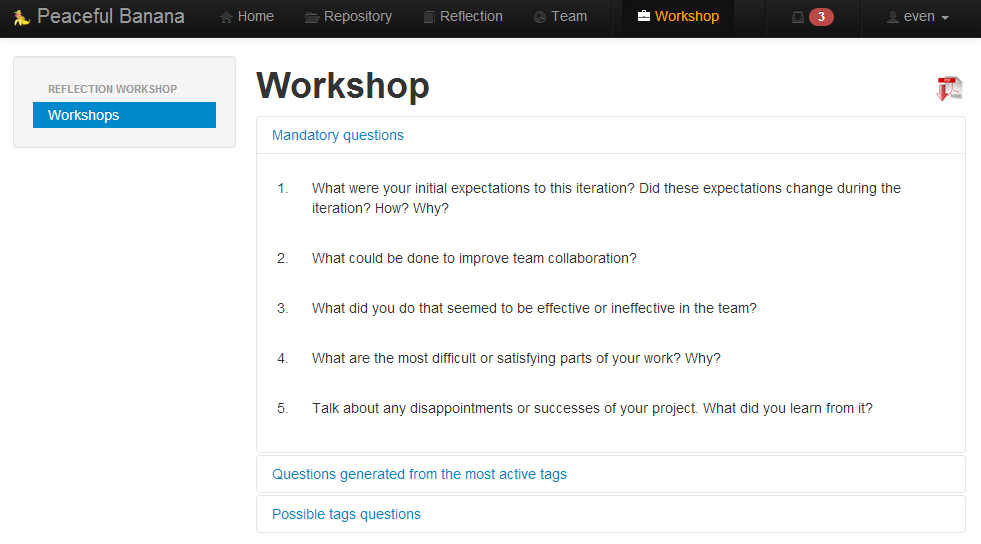 Peaceful Banana
Home
Repository
Reflection
Team
Workshop
3
even
REFLECTION WORKSHOP
Workshops
Workshop
Mandatory questions
1. What were your initial expectations to this iteration? Did these expectations change during the
iteration? How? Why?
2. What could be done to improve team collaboration?
3. What did you do that seemed to be effective or ineffective in the team?
4. What are the most difficult or satisfying parts of your work? Why?
5. Talk about any disappointments or successes of your project. What did you learn from it?
Questions generated from the most active tags
Possible tags questions